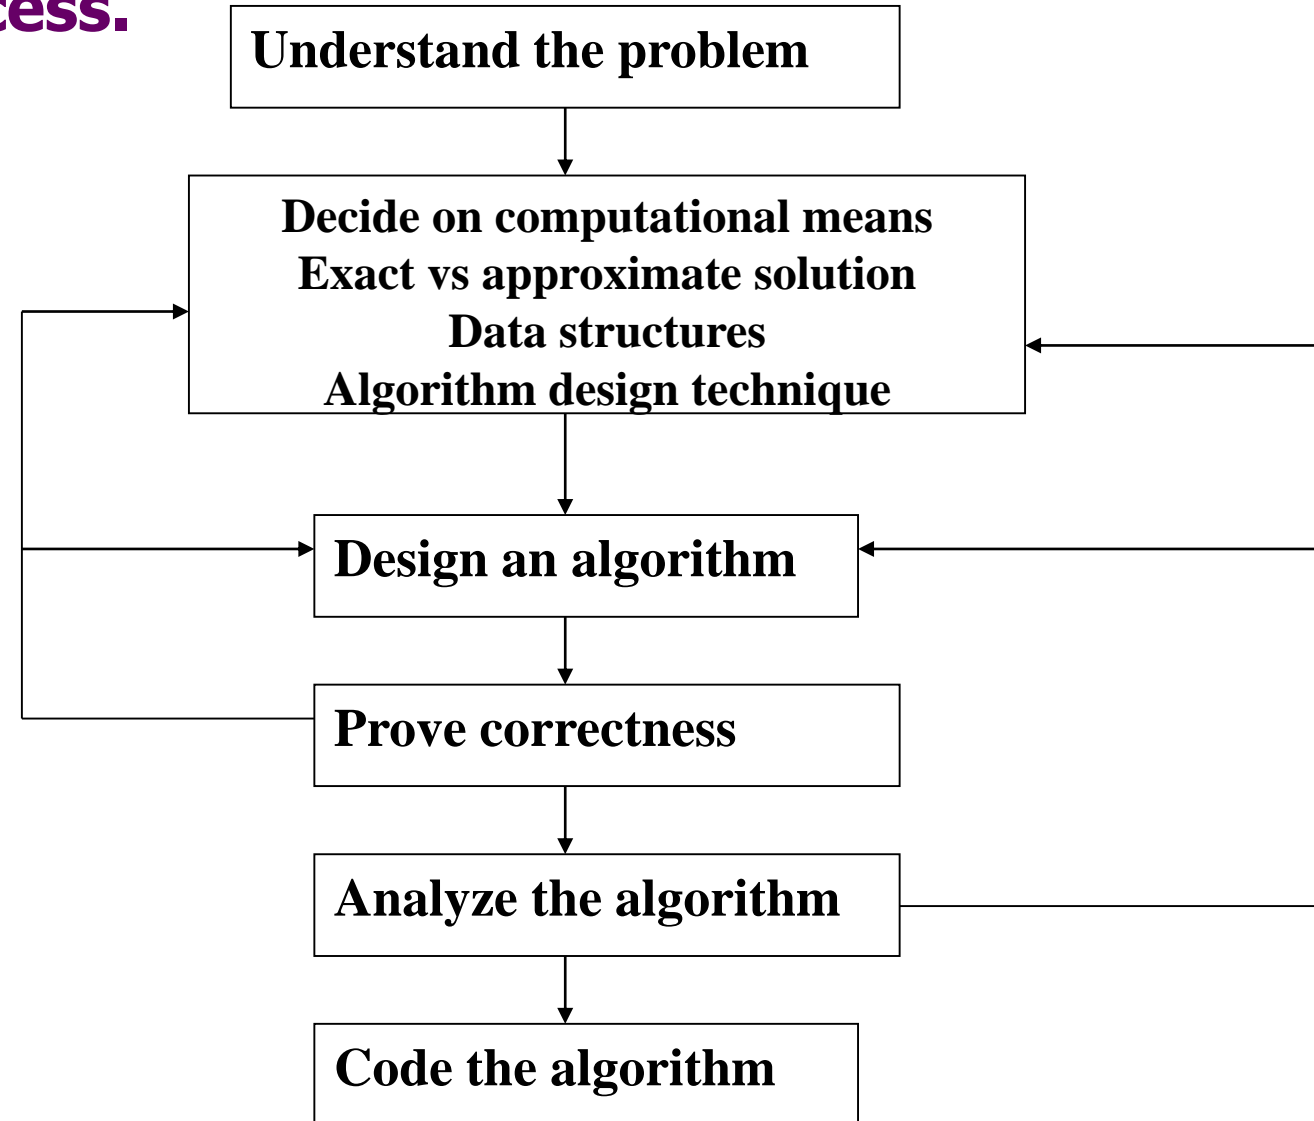 cess.
Understand the problem
Decide on computational means
Exact vs approximate solution
Data structures
Algorithm design technique
Design an algorithm
Prove correctness
Analyze the algorithm
Code the algorithm